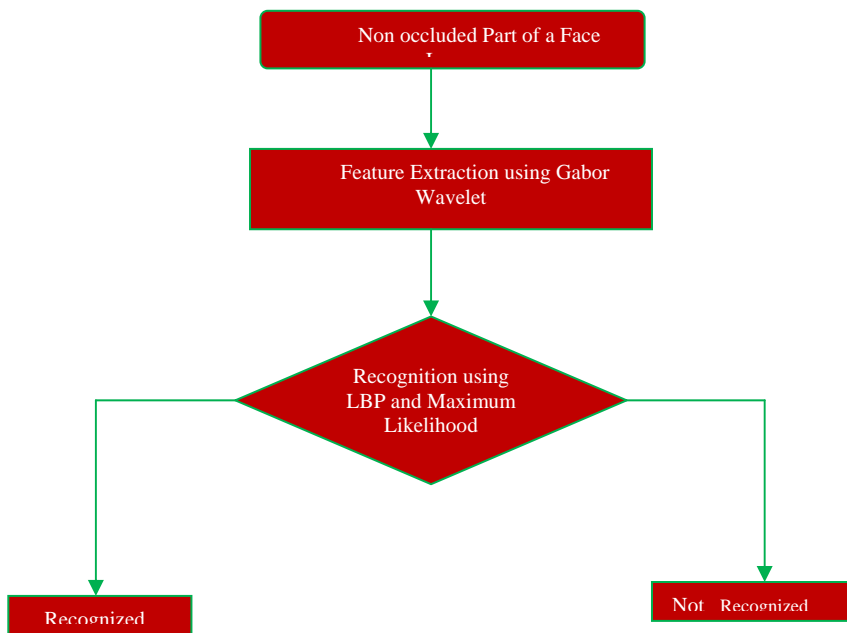 Non occluded Part of a Face
Feature Extraction using Gabor
Wavelet
Recognition using
LBP and Maximum
Likelihood
Recognized
Not Recognized